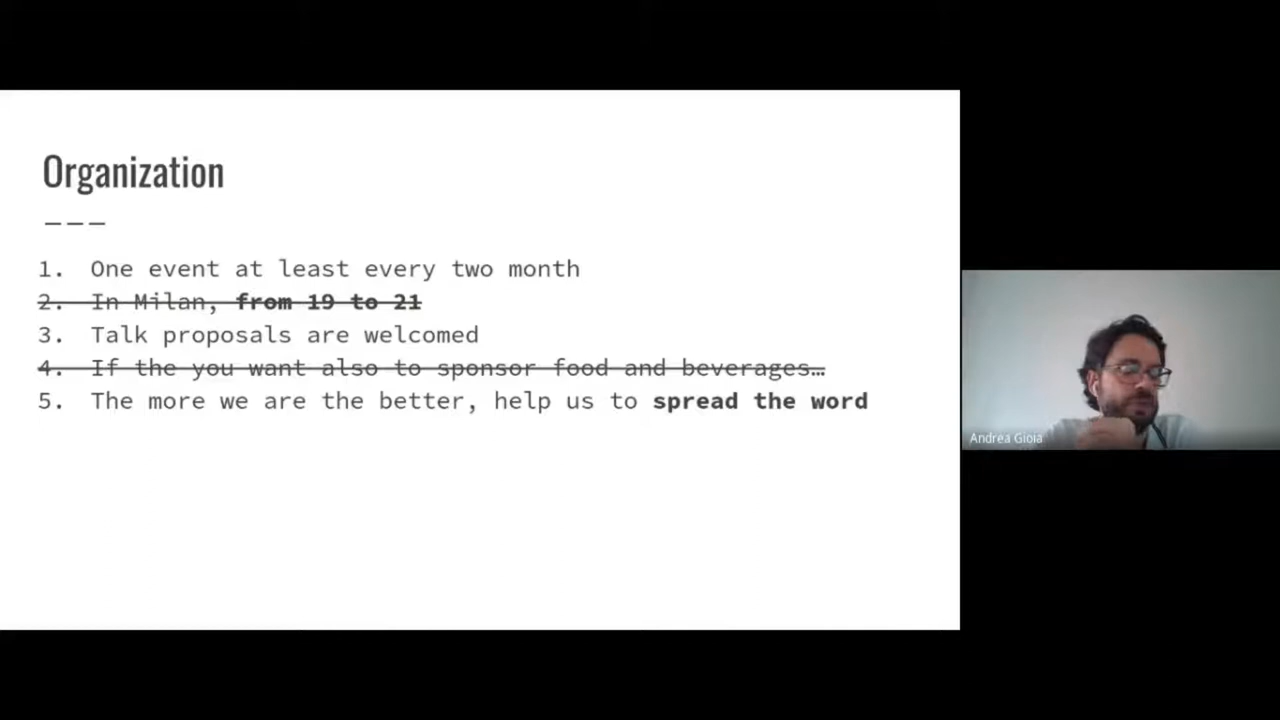 Organization
———
1. One event at least every two month
2. In Milan, from 19 to 21
3. Talk proposals are welcomed
4. If the you want also to sponsor food and beverages…
5. The more we are the better, help us to spread the word
Andrea Gioia